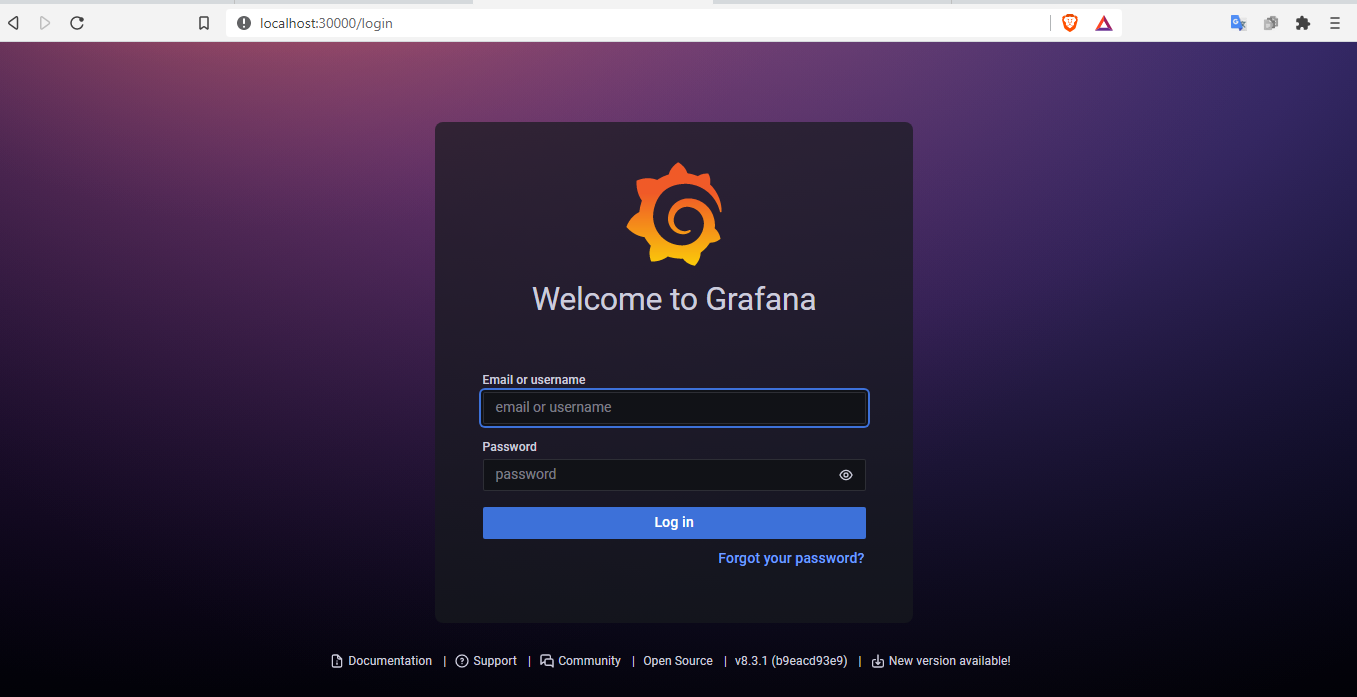 localhost:30000/login
Welcome to Grafana
Email or username
email or username
Password
password
Log in
Forgot your password?
Documentation | Support | Community | Open Source | v8.3.1 (b9eacd93e9) | New version available!